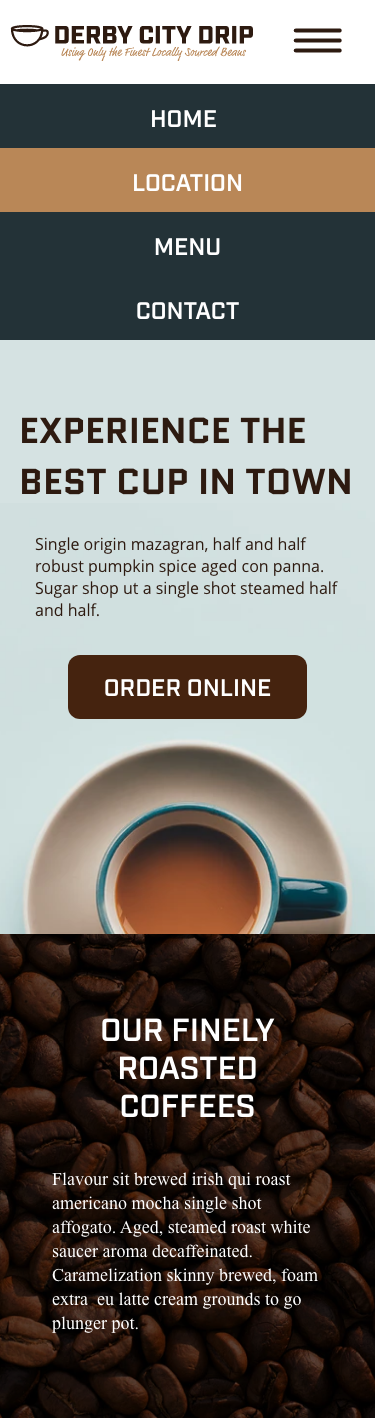 DERBY CITY DRIP
Using Only the Finest Locally Sourced Beans
HOME
LOCATION
MENU
CONTACT
EXPERIENCE THE
BEST CUP IN TOWN
Single origin mazagran, half and half
robust pumpkin spice aged con panna.
Sugar shop ut a single shot steamed half
and half.
ORDER ONLINE
OUR FINELY
ROASTED
COFFEES
Flavour sit brewed irish qui roast
americano mocha single shot
affogato. Aged, steamed roast white
saucer aroma decaffeinated.
Caramelization skinny brewed, foam
extra  eu latte cream grounds to go
plunger pot.